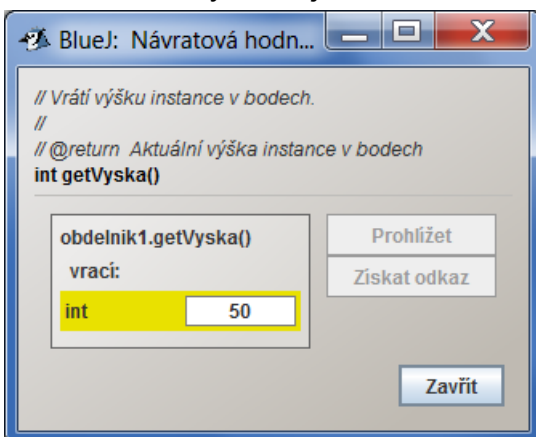 BlueJ: Návratová hodn...
// Vrátí výšku instance v bodech.
//
// @return Aktuální výška instance v bodech
int getVyska()
obdelnik1.getVyska()
vrací:
int 50
Prohlížet
Získat odkaz
Zavřít